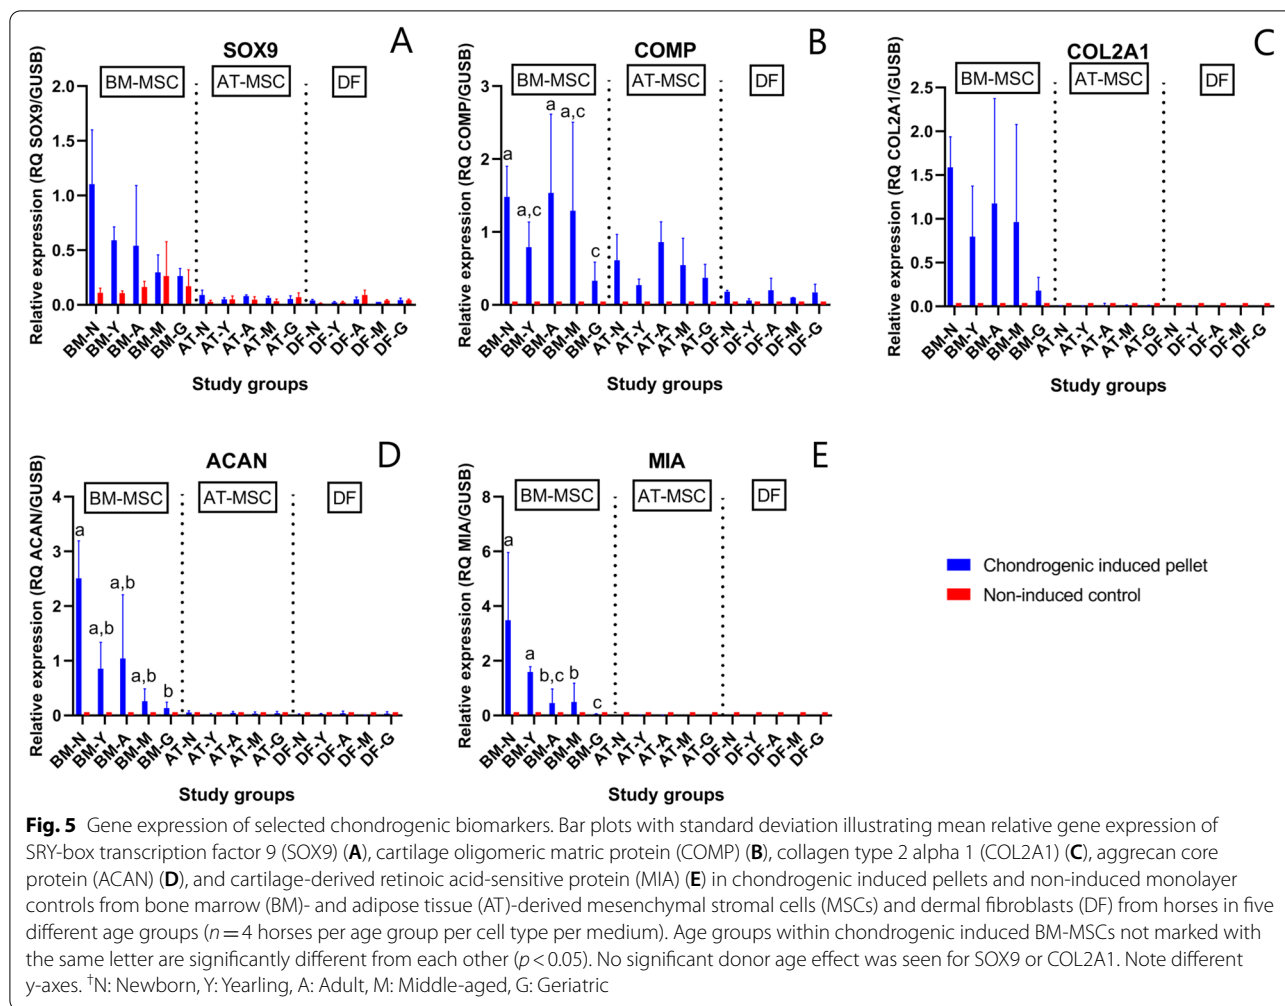 A
SOX9
BM-MSC AT-MSC DF
Relative expression (RQ SOX9/GUSB)
2.0
1.5
1.0
0.5
0.0
BM-N BM-Y BM-A BM-M BM-G AT-N AT-Y AT-A AT-M AT-G DF-N DF-Y DF-A DF-M DF-G
Study groups
B
COMP
BM-MSC AT-MSC DF
Relative expression (RQ COMP/GUSB)
3
2
1
0
a a,c a a,c c
BM-N BM-Y BM-A BM-M BM-G AT-N AT-Y AT-A AT-M AT-G DF-N DF-Y DF-A DF-M DF-G
Study groups
C
COL2A1
BM-MSC AT-MSC DF
Relative expression (RQ COL2A1/GUSB)
2.5
2.0
1.5
1.0
0.5
0.0
BM-N BM-Y BM-A BM-M BM-G AT-N AT-Y AT-A AT-M AT-G DF-N DF-Y DF-A DF-M DF-G
Study groups
D
ACAN
BM-MSC AT-MSC DF
Relative expression (RQ ACAN/GUSB)
4
3
2
1
0
a a,b a,b a,b b
BM-N BM-Y BM-A BM-M BM-G AT-N AT-Y AT-A AT-M AT-G DF-N DF-Y DF-A DF-M DF-G
Study groups
E
MIA
BM-MSC AT-MSC DF
Relative expression (RQ MIA/GUSB)
8
6
4
2
0
a a b,c b c
BM-N BM-Y BM-A BM-M BM-G AT-N AT-Y AT-A AT-M AT-G DF-N DF-Y DF-A DF-M DF-G
Study groups
Chondrogenic induced pellet
Non-induced control
Fig. 5 Gene expression of selected chondrogenic biomarkers. Bar plots with standard deviation illustrating mean relative gene expression of
SRY-box transcription factor 9 (SOX9) (A), cartilage oligomeric matric protein (COMP) (B), collagen type 2 alpha 1 (COL2A1) (C), aggrecan core
protein (ACAN) (D), and cartilage-derived retinoic acid-sensitive protein (MIA) (E) in chondrogenic induced pellets and non-induced monolayer
controls from bone marrow (BM)- and adipose tissue (AT)-derived mesenchymal stromal cells (MSCs) and dermal fibroblasts (DF) from horses in five
different age groups (n = 4 horses per age group per cell type per medium). Age groups within chondrogenic induced BM-MSCs not marked with
the same letter are significantly different from each other (p < 0.05). No significant donor age effect was seen for SOX9 or COL2A1. Note different
y-axes. †N: Newborn, Y: Yearling, A: Adult, M: Middle-aged, G: Geriatric